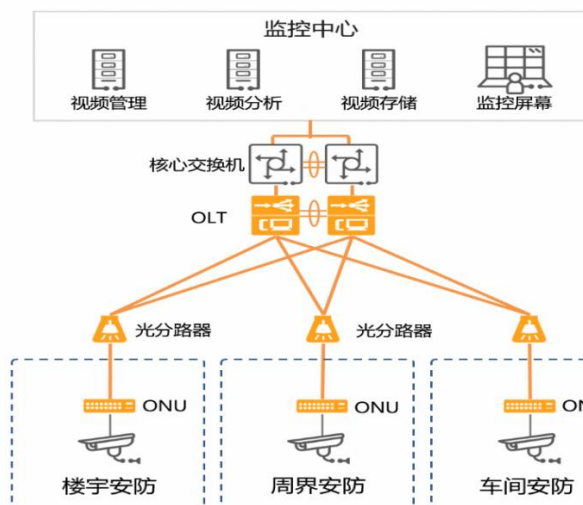 监控中心
视频管理 视频分析 视频存储 监控屏幕
核心交换机
OLT
光分路器 光分路器
ONU ONU ON
楼宇安防 周界安防 车间安防